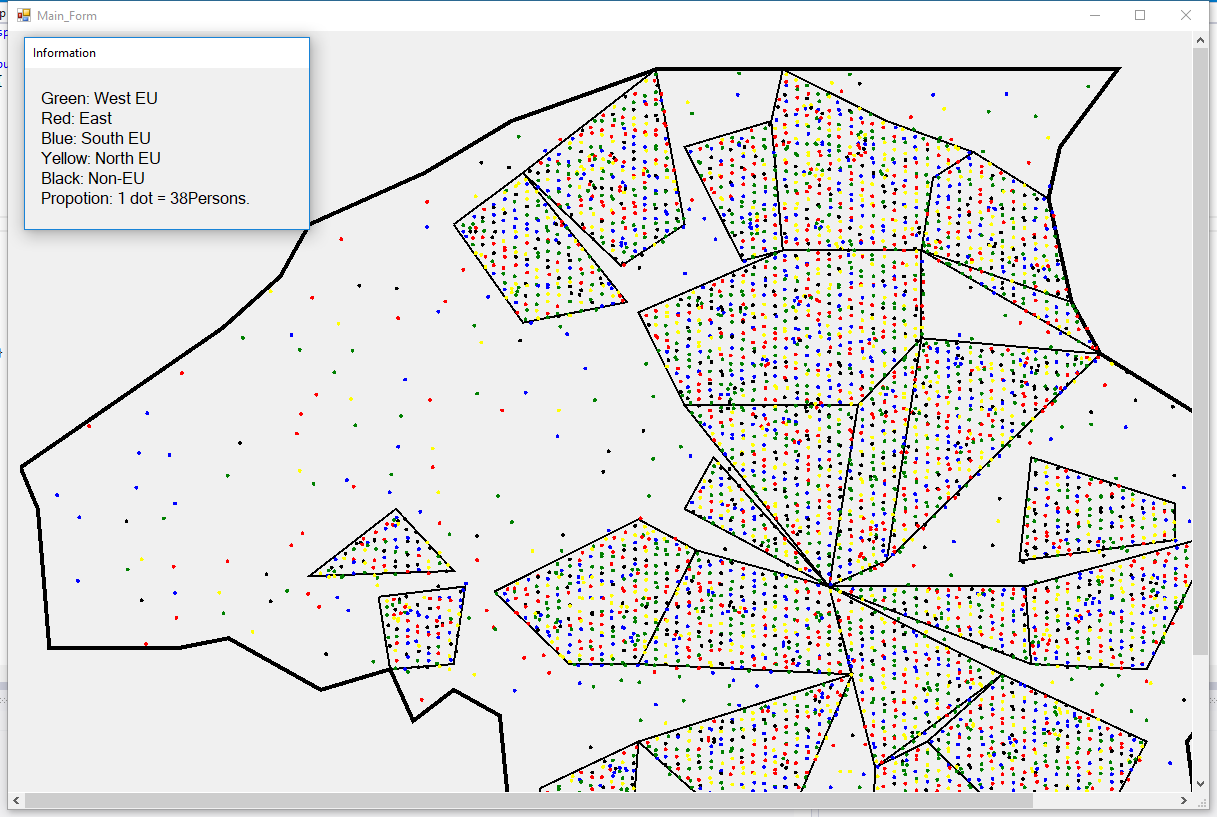 Main_Form
Information
Green: West EU
Red: East
Blue: South EU
Yellow: North EU
Black: Non-EU
Propotion: 1 dot = 38Persons.